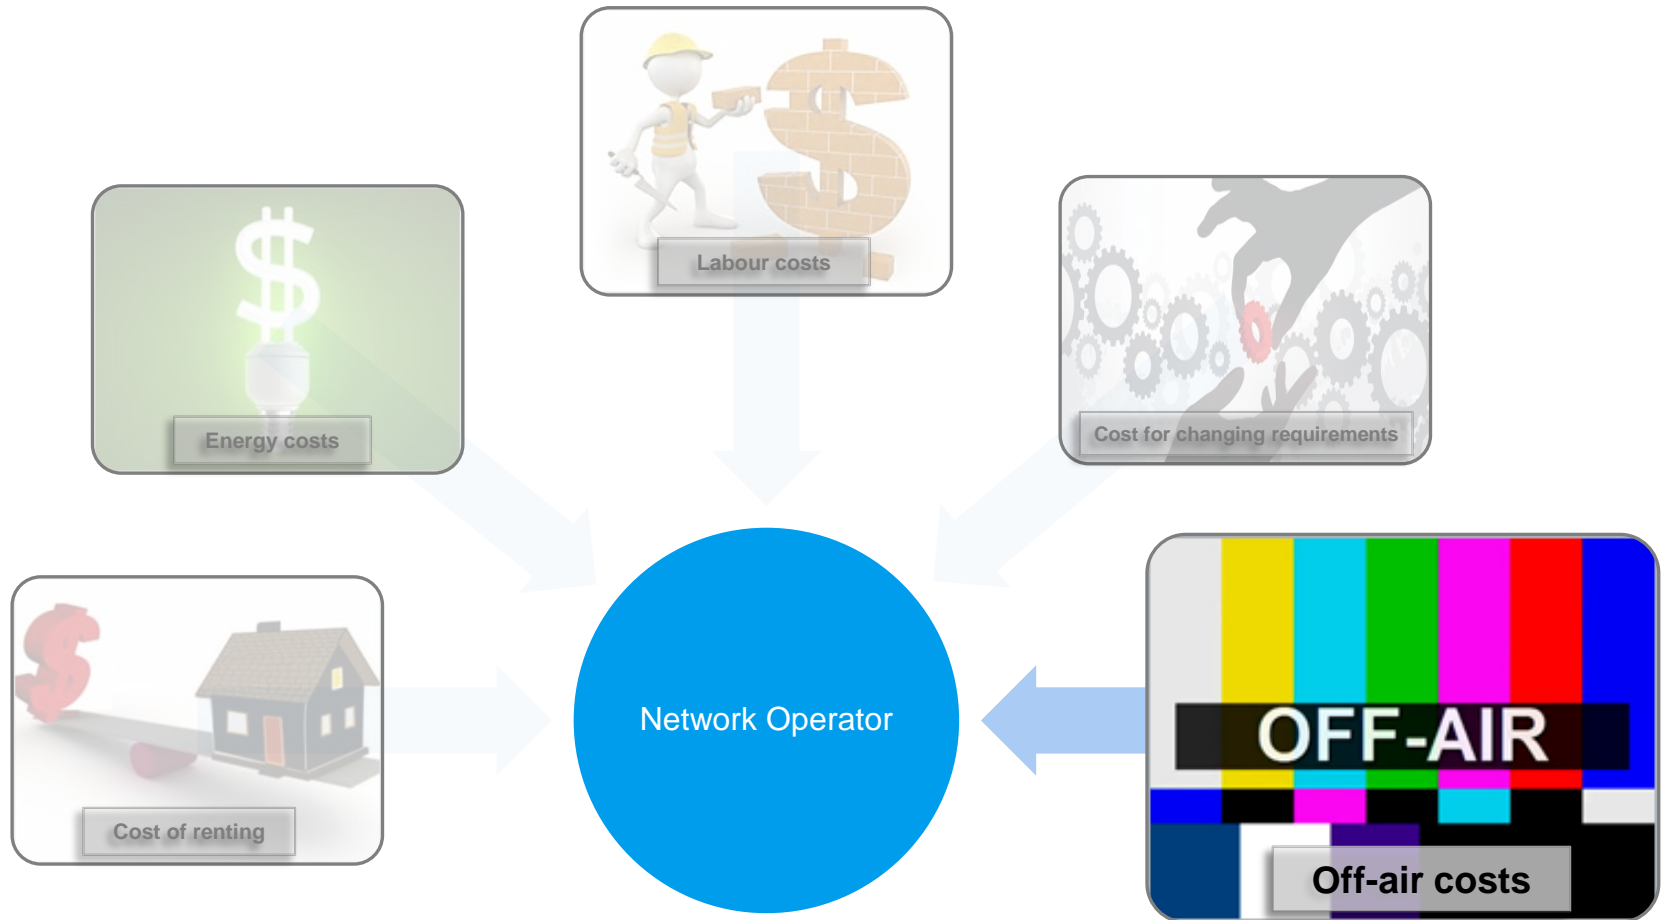 Labour costs
Energy costs
Cost for changing requirements
Network Operator
OFF-AIR
Cost of renting
Off-air costs